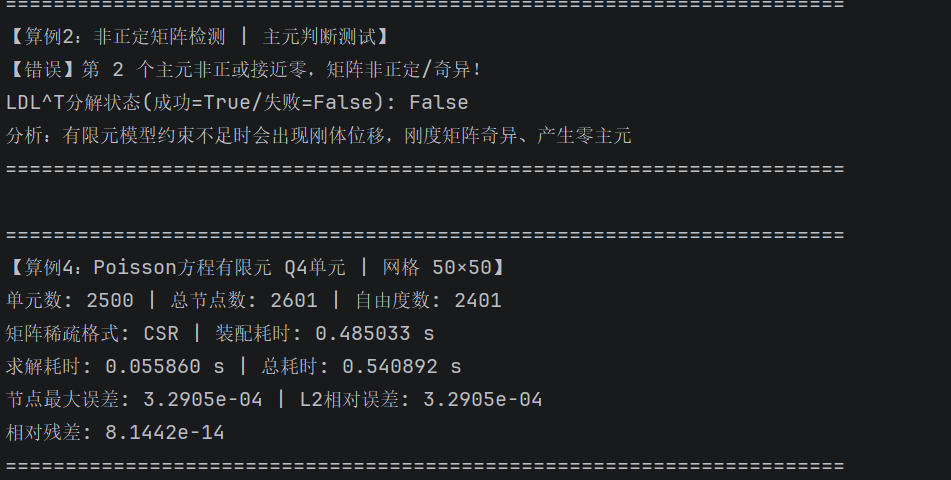 ======================================================================
【算例2：非正定矩阵检测 | 主元判断测试】
【错误】第 2 个主元非正或接近零，矩阵非正定/奇异！
LDL^T分解状态(成功=True/失败=False): False
分析：有限元模型约束不足时会出现刚体位移，刚度矩阵奇异、产生零主元
======================================================================
======================================================================
【算例4：Poisson方程有限元 Q4单元 | 网格 50×50】
单元数: 2500 | 总节点数: 2601 | 自由度数: 2401
矩阵稀疏格式: CSR | 装配耗时: 0.485033 s
求解耗时: 0.055860 s | 总耗时: 0.540892 s
节点最大误差: 3.2905e-04 | L2相对误差: 3.2905e-04
相对残差: 8.1442e-14
======================================================================